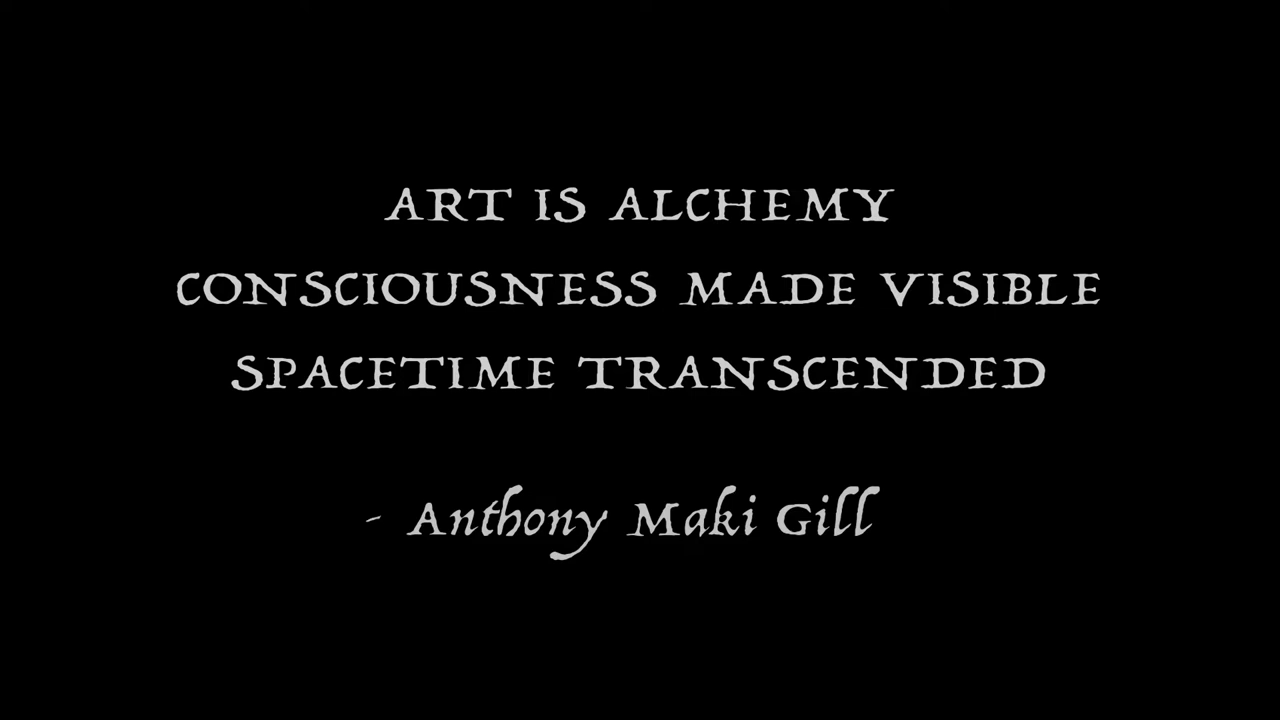 ART IS ALCHEMY
CONSCIOUSNESS MADE VISIBLE
SPACETIME TRANSCENDED
- Anthony Maki Gill